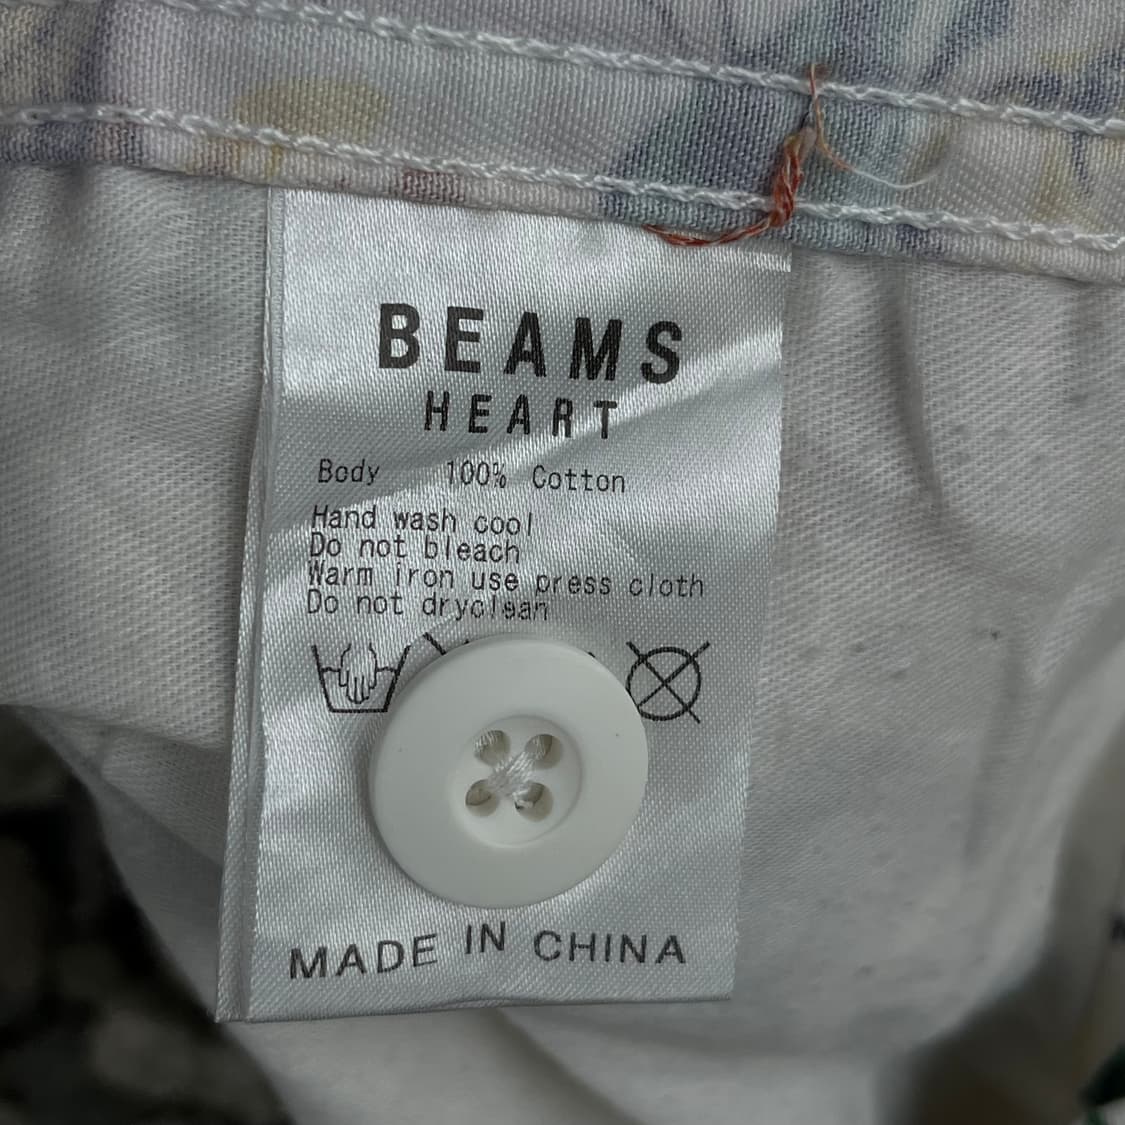 BEAMS
HEART
Body 100% Cotton
Hand wash cool
Do not bleach
Warm iron use press cloth
Do not dryclean
MADE IN CHINA